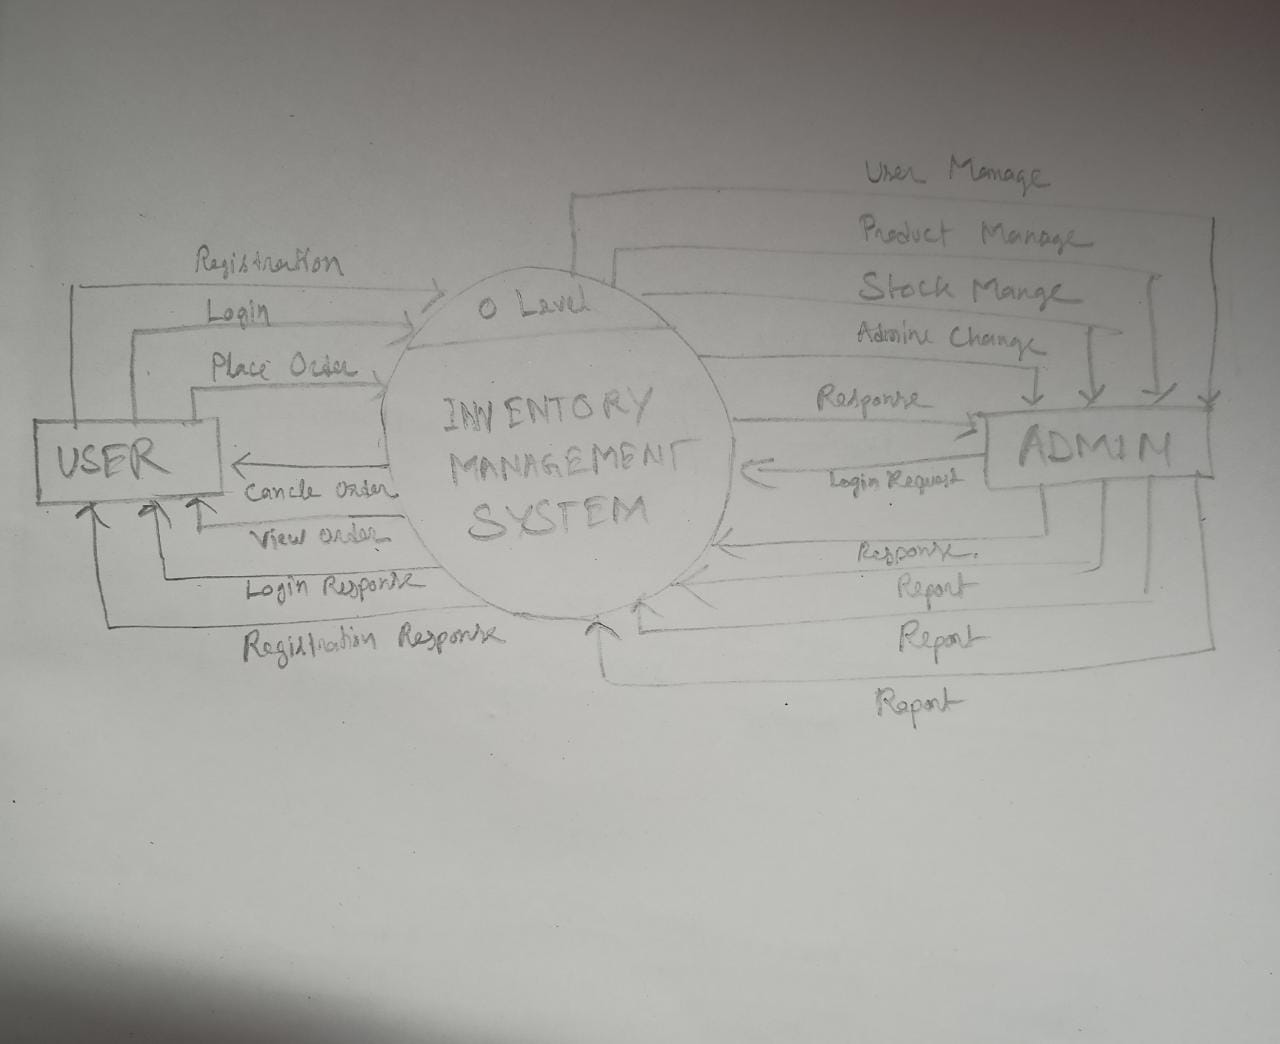 User Manage
Product Manage
Stock Mange
Admine Change
Registration
Login
Place Order
O Level
INVENTORY
MANAGEMENT
SYSTEM
USER
Cancle Order
View Order
Login Response
Registration Response
Response
ADMIN
Login Request
Response.
Report
Report
Report